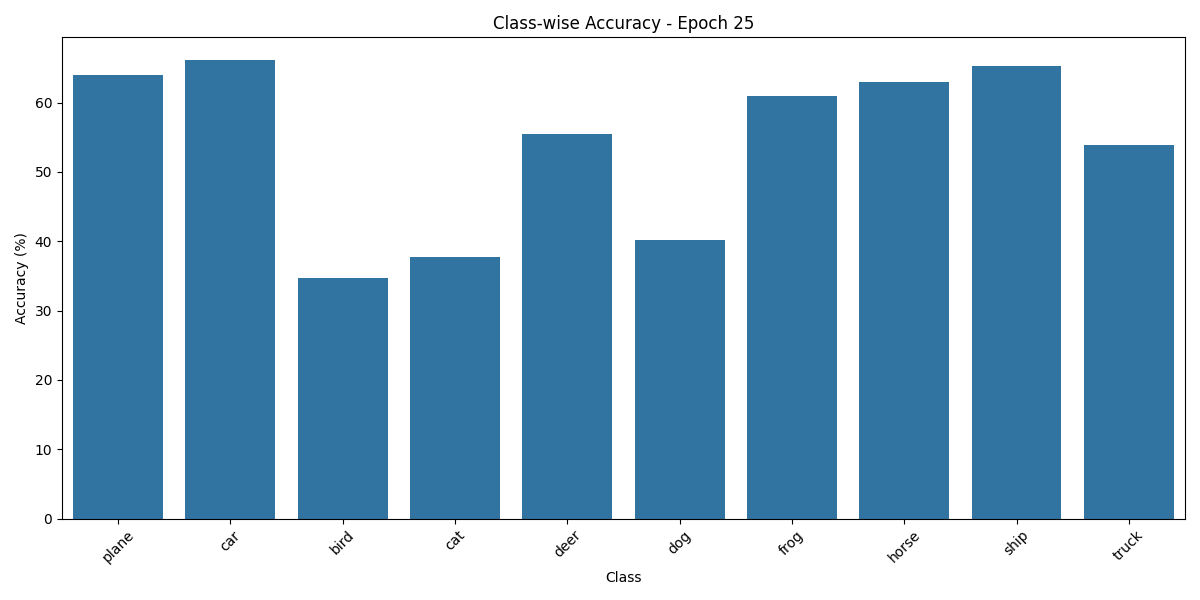 Class-wise Accuracy - Epoch 25
Accuracy (%)
60
50
40
30
20
10
0
plane
car
bird
cat
deer
dog
frog
horse
ship
truck
Class